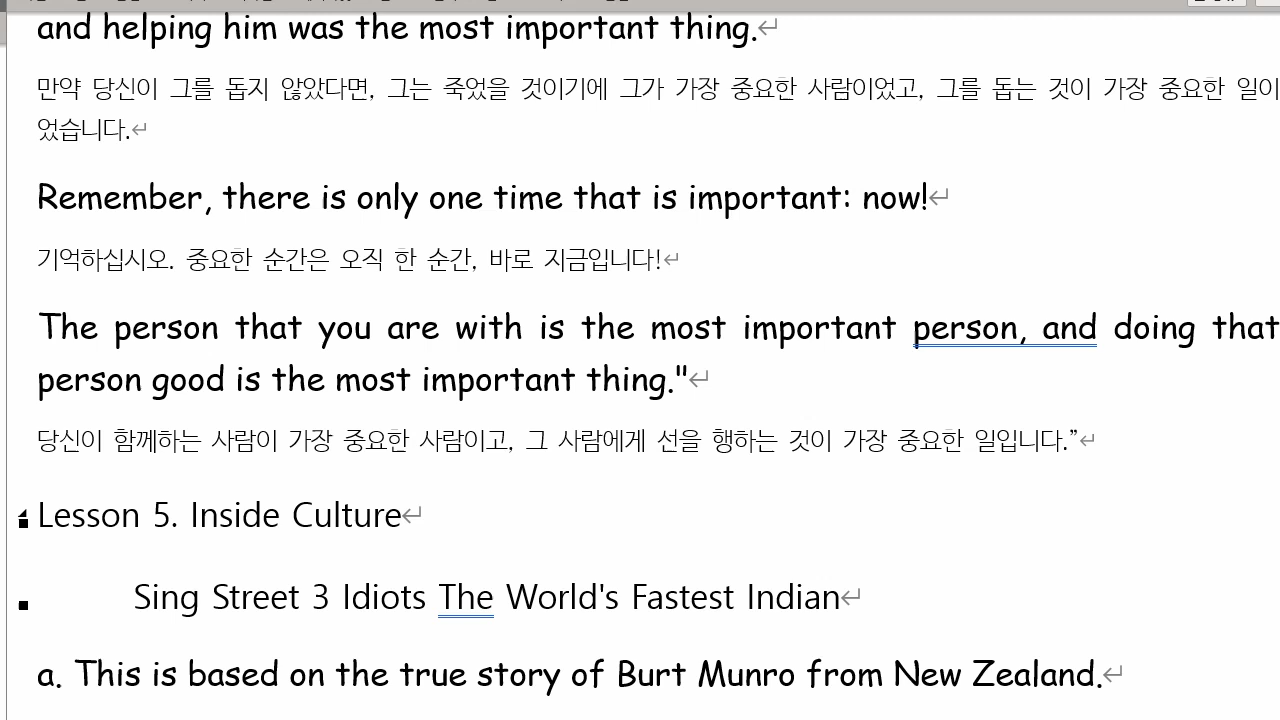 and helping him was the most important thing.
만약 당신이 그를 돕지 않았다면, 그는 죽었을 것이기에 그가 가장 중요한 사람이었고, 그를 돕는 것이 가장 중요한 일이
었습니다.
Remember, there is only one time that is important: now!
기억하십시오. 중요한 순간은 오직 한 순간, 바로 지금입니다!
The person that you are with is the most important person, and doing that
person good is the most important thing."
당신이 함께하는 사람이 가장 중요한 사람이고, 그 사람에게 선을 행하는 것이 가장 중요한 일입니다.”
Lesson 5. Inside Culture
Sing Street 3 Idiots The World's Fastest Indian
a. This is based on the true story of Burt Munro from New Zealand.